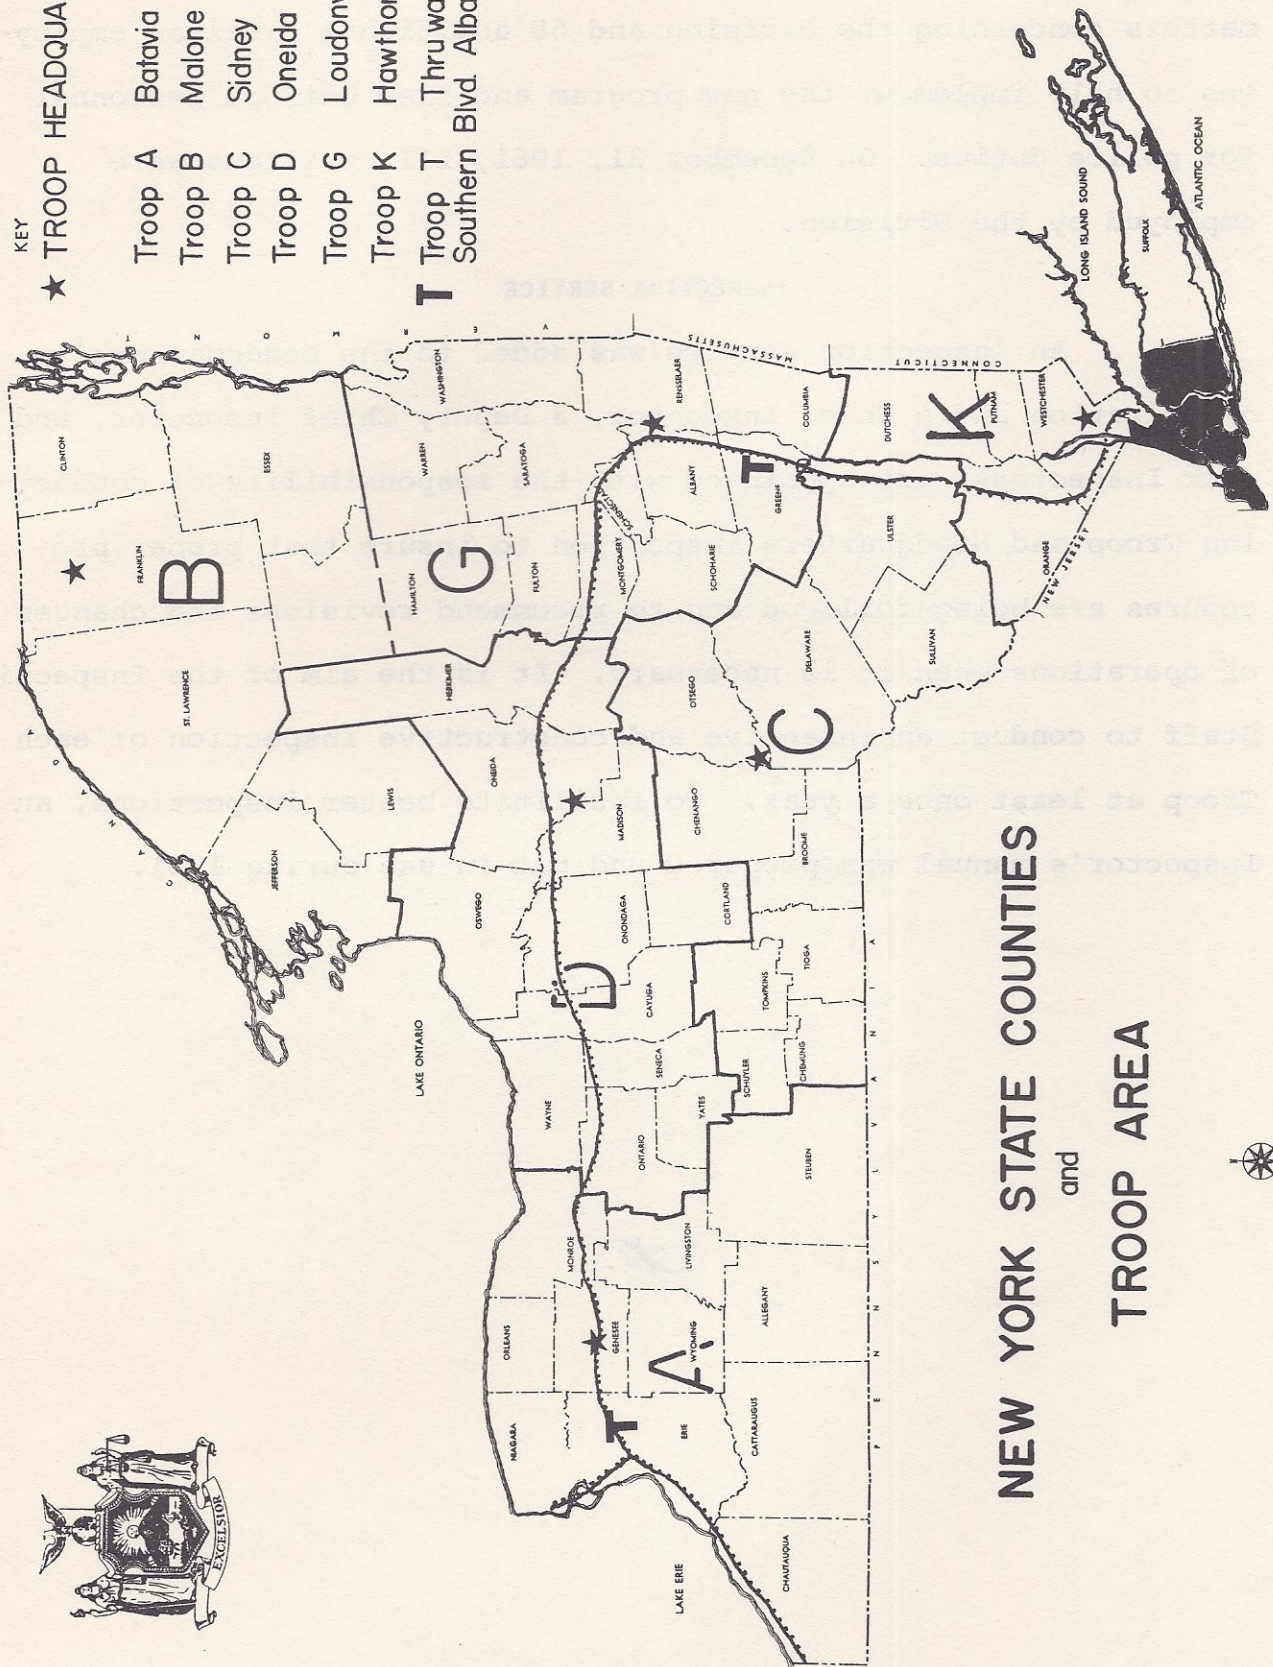 EXCELSIOR
KEY
★ TROOP HEADQUA
Troop A Batavia
Troop B Malone
Troop C Sidney
Troop D Oneida
Troop G Loudonv
Troop K Hawthor
T Troop T Thruwa
Southern Blvd. Alba
CANADA
CLINTON
FRANKLIN
ST. LAWRENCE
B
ESSEX
JEFFERSON
LEWIS
HAMILTON
WARREN
WASHINGTON
VERMONT
G
HERKIMER
FULTON
SARATOGA
LAKE ONTARIO
OSWEGO
ONEIDA
NIAGARA
ORLEANS
MONROE
WAYNE
D
MONTGOMERY
SCHENECTADY
T
GENESEE
ONONDAGA
MADISON
ERIE
A
WYOMING
LIVINGSTON
ONTARIO
SENECA
CAYUGA
YATES
CORTLAND
CHENANGO
OTSEGO
SCHOHARIE
ALBANY
RENSSELAER
MASSACHUSETTS
LAKE ERIE
CHAUTAUQUA
CATTARAUGUS
ALLEGANY
STEUBEN
SCHUYLER
CHEMUNG
TOMPKINS
TIOGA
BROOME
C
DELAWARE
T
GREENE
COLUMBIA
PENNSYLVANIA
ULSTER
DUTCHESS
CONNECTICUT
SULLIVAN
K
ORANGE
PUTNAM
NEW JERSEY
WESTCHESTER
LONG ISLAND SOUND
SUFFOLK
ATLANTIC OCEAN
N
NEW YORK STATE COUNTIES
and
TROOP AREA